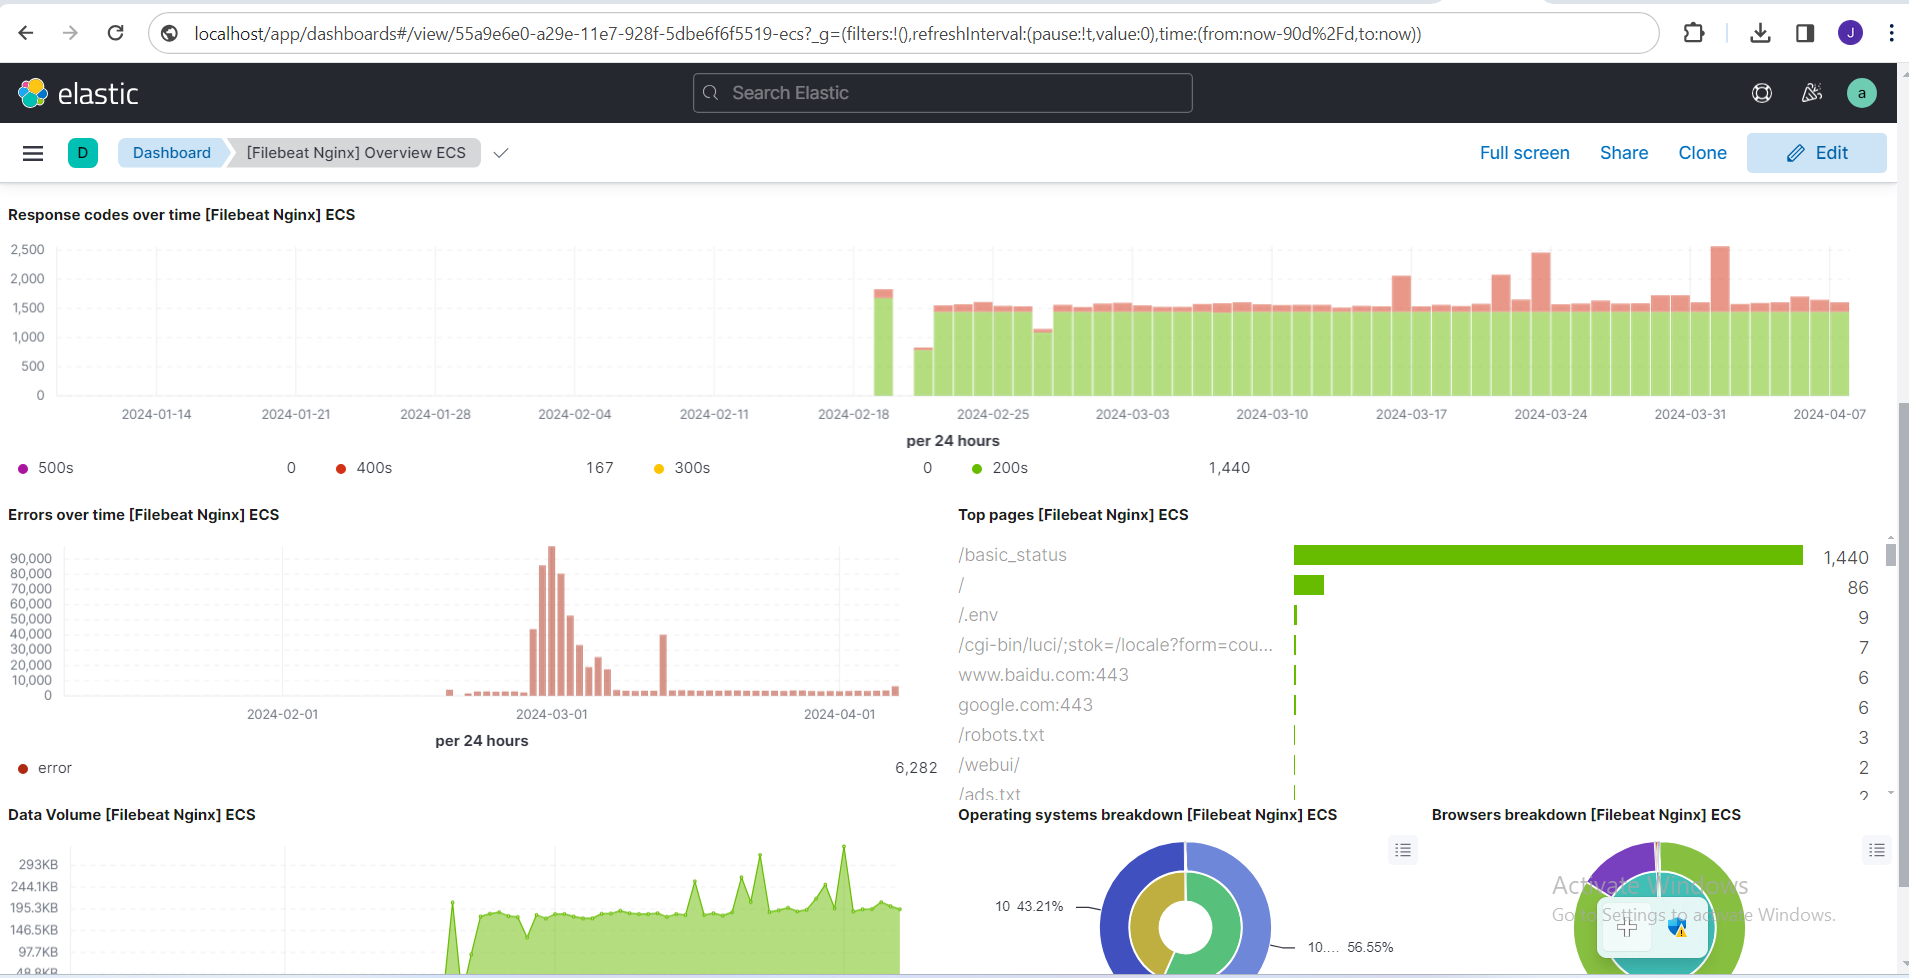 localhost/app/dashboards#/view/55a9e6e0-a29e-11e7-928f-5dbe6f6f5519-ecs?_g=(filters:!(),refreshInterval:(pause:!t,value:0),time:(from:now-90d%2Fd,to:now))
J
elastic
Search Elastic
a
D
Dashboard
[Filebeat Nginx] Overview ECS
Full screen
Share
Clone
Edit
Response codes over time [Filebeat Nginx] ECS
2,500
2,000
1,500
1,000
500
0
2024-01-14 2024-01-21 2024-01-28 2024-02-04 2024-02-11 2024-02-18 2024-02-25 2024-03-03 2024-03-10 2024-03-17 2024-03-24 2024-03-31 2024-04-07
per 24 hours
500s 0 400s 167 300s 0 200s 1,440
Errors over time [Filebeat Nginx] ECS
90,000
80,000
70,000
60,000
50,000
40,000
30,000
20,000
10,000
0
2024-02-01 2024-03-01 2024-04-01
per 24 hours
error 6,282
Top pages [Filebeat Nginx] ECS
/basic_status 1,440
/ 86
/.env 9
/cgi-bin/luci/;stok=/locale?form=cou... 7
www.baidu.com:443 6
google.com:443 6
/robots.txt 3
/webui/ 2
/ads.txt 2
Data Volume [Filebeat Nginx] ECS
293KB
244.1KB
195.3KB
146.5KB
97.7KB
48.8KB
Operating systems breakdown [Filebeat Nginx] ECS
10 43.21%
10.... 56.55%
Browsers breakdown [Filebeat Nginx] ECS
Activate Windows
Go to Settings to activate Windows.